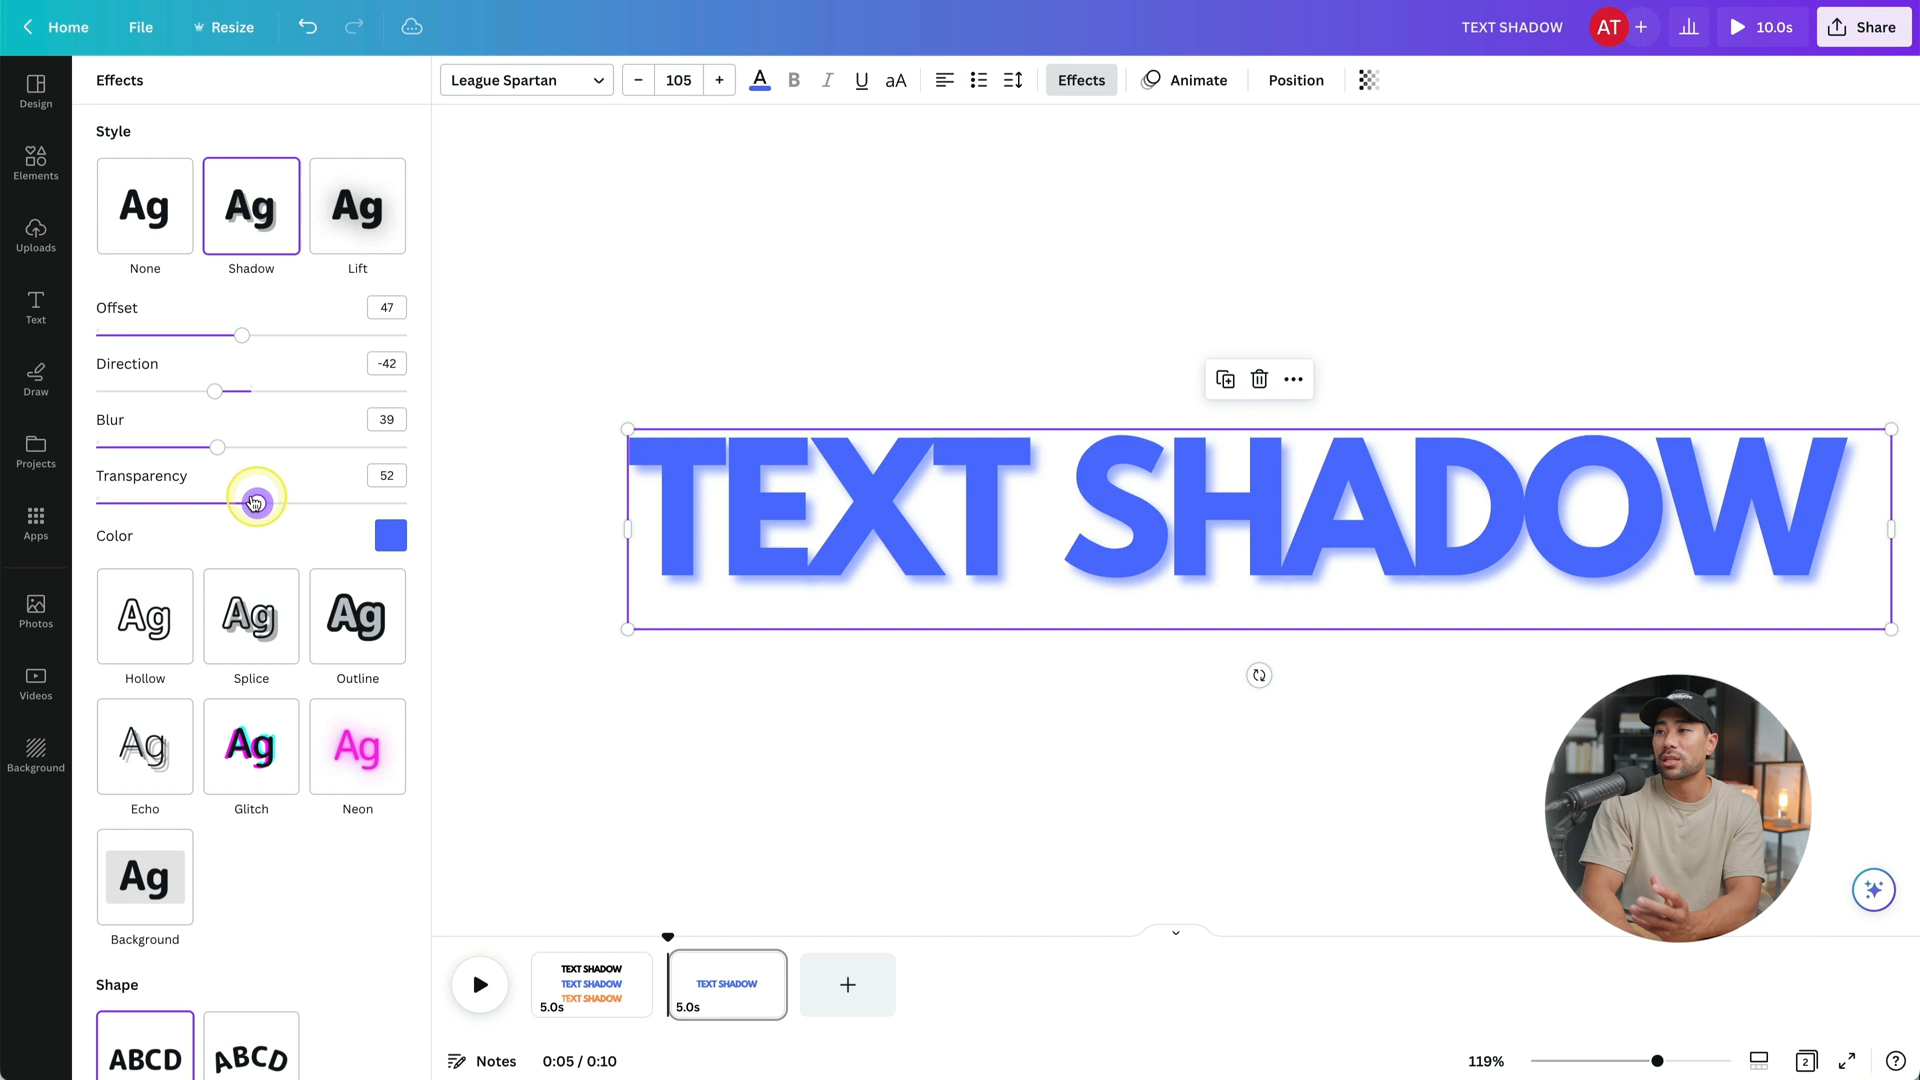 Home File Resize TEXT SHADOW AT + 10.0s Share
Design
Elements
Uploads
Text
Draw
Projects
Apps
Photos
Videos
Background
Effects
League Spartan - 105 + A B I U aA Effects Animate Position
Style
Ag Ag Ag
None Shadow Lift
Offset 47
Direction -42
Blur 39
Transparency 52
Color
Ag Ag Ag
Hollow Splice Outline
Ag Ag Ag
Echo Glitch Neon
Ag
Background
Shape
ABCD ABCD
TEXT SHADOW
TEXT SHADOW
TEXT SHADOW
TEXT SHADOW
5.0s
TEXT SHADOW
5.0s
+
Notes 0:05 / 0:10 119% 2 ?